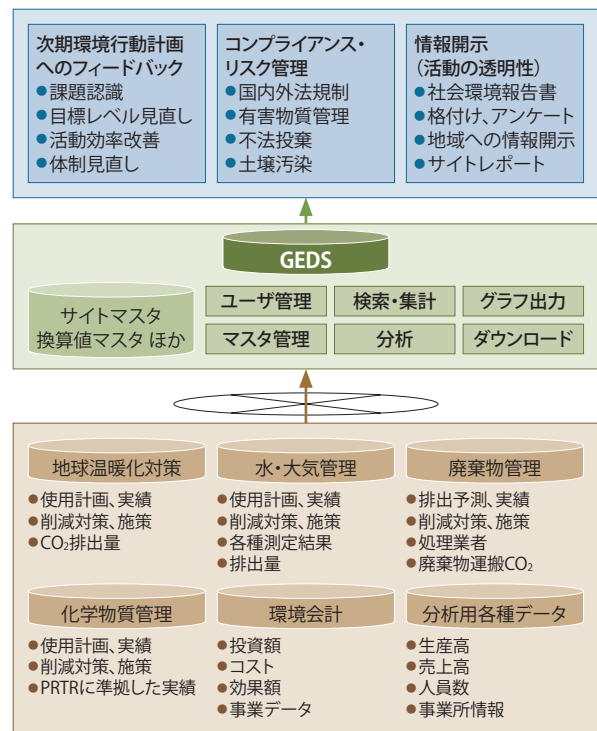 次期環境行動計画
へのフィードバック
●課題認識
●目標レベル見直し
●活動効率改善
●体制見直し
コンプライアンス・
リスク管理
●国内外法規制
●有害物質管理
●不法投棄
●土壌汚染
情報開示
(活動の透明性)
●社会環境報告書
●格付け、アンケート
●地域への情報開示
●サイトレポート
GEDS
サイトマスタ
換算値マスタ ほか
ユーザ管理
検索・集計
グラフ出力
マスタ管理
分析
ダウンロード
地球温暖化対策
●使用計画、実績
●削減対策、施策
●CO₂排出量
水・大気管理
●使用計画、実績
●削減対策、施策
●各種測定結果
●排出量
廃棄物管理
●排出予測、実績
●削減対策、施策
●処理業者
●廃棄物運搬CO₂
化学物質管理
●使用計画、実績
●削減対策、施策
●PRTRに準拠した実績
環境会計
●投資額
●コスト
●効果額
●事業データ
分析用各種データ
●生産高
●売上高
●人員数
●事業所情報